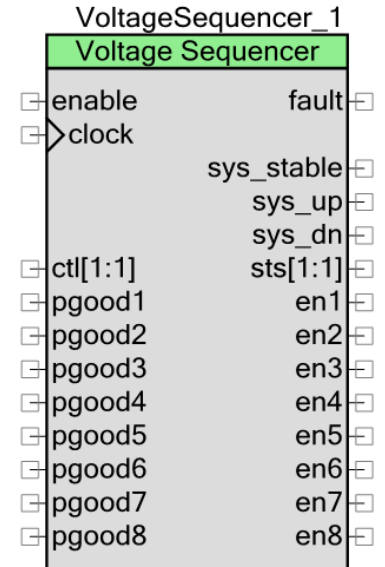 VoltageSequencer_1
Voltage Sequencer
enable fault
clock
sys_stable
sys_up
sys_dn
ctl[1:1] sts[1:1]
pgood1 en1
pgood2 en2
pgood3 en3
pgood4 en4
pgood5 en5
pgood6 en6
pgood7 en7
pgood8 en8